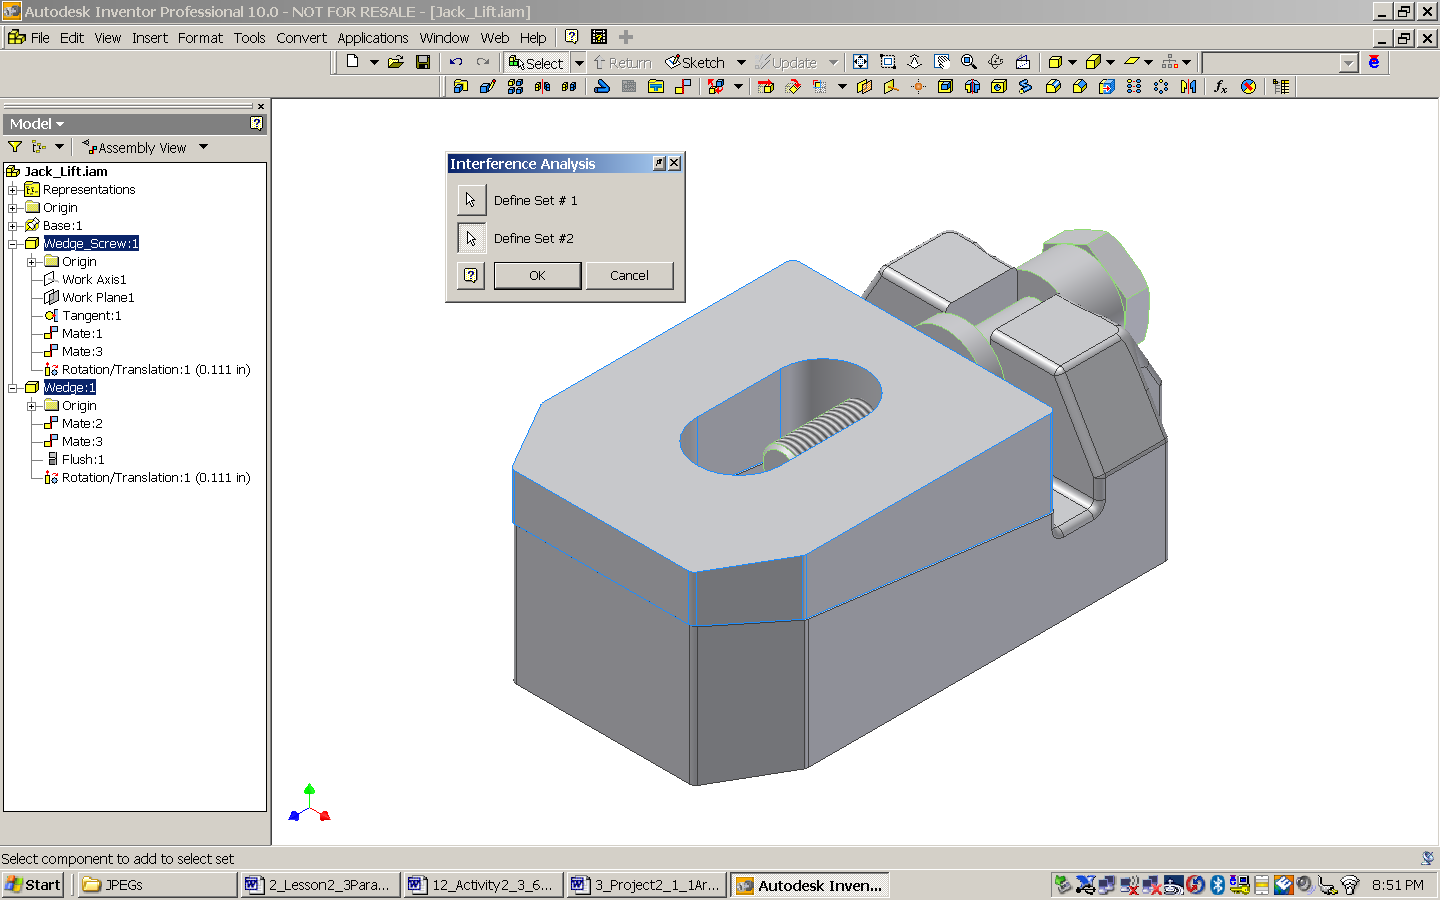 Autodesk Inventor Professional 10.0 - NOT FOR RESALE - [Jack_Lift.iam]
File Edit View Insert Format Tools Convert Applications Window Web Help
Select Return Sketch Update
Model
Assembly View
Jack_Lift.iam
Representations
Origin
Base:1
Wedge_Screw:1
Origin
Work Axis1
Work Plane1
Tangent:1
Mate:1
Mate:3
Rotation/Translation:1 (0.111 in)
Wedge:1
Origin
Mate:2
Mate:3
Flush:1
Rotation/Translation:1 (0.111 in)
Interference Analysis
Define Set # 1
Define Set #2
OK Cancel
Select component to add to select set
Start JPEGs 2_Lesson2_3Para... 12_Activity2_3_6... 3_Project2_1_1Ar... Autodesk Inven... 8:51 PM